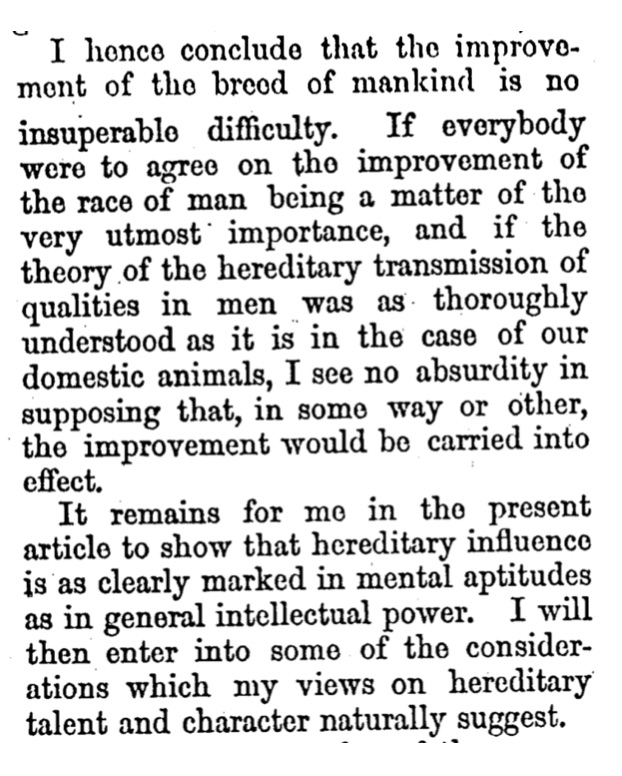 I hence conclude that the improve-
ment of the breed of mankind is no
insuperable difficulty. If everybody
were to agree on the improvement of
the race of man being a matter of the
very utmost importance, and if the
theory of the hereditary transmission of
qualities in men was as thoroughly
understood as it is in the case of our
domestic animals, I see no absurdity in
supposing that, in some way or other,
the improvement would be carried into
effect.
It remains for me in the present
article to show that hereditary influence
is as clearly marked in mental aptitudes
as in general intellectual power. I will
then enter into some of the consider-
ations which my views on hereditary
talent and character naturally suggest.